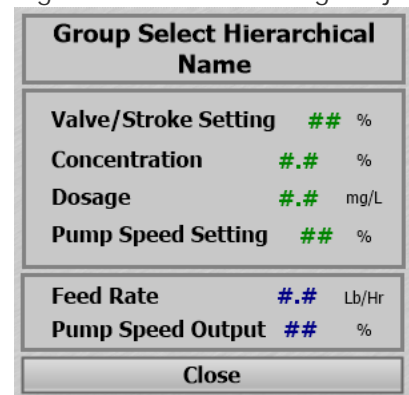 Group Select Hierarchical
Name
Valve/Stroke Setting ## %
Concentration #.# %
Dosage #.# mg/L
Pump Speed Setting ## %
Feed Rate #.# Lb/Hr
Pump Speed Output ## %
Close